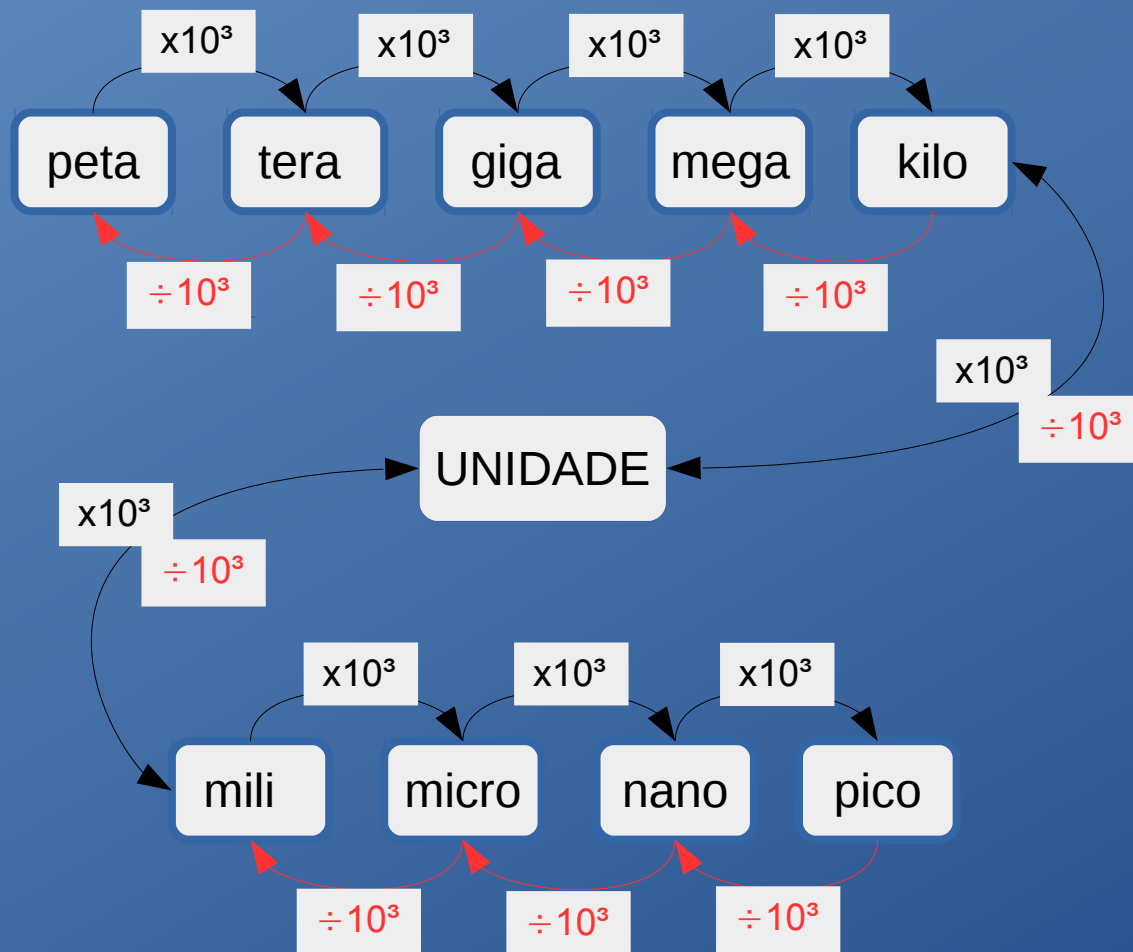 x10³ x10³ x10³ x10³
peta tera giga mega kilo
÷10³ ÷10³ ÷10³ ÷10³
x10³
÷10³
UNIDADE
x10³
÷10³
x10³ x10³ x10³
mili micro nano pico
÷10³ ÷10³ ÷10³